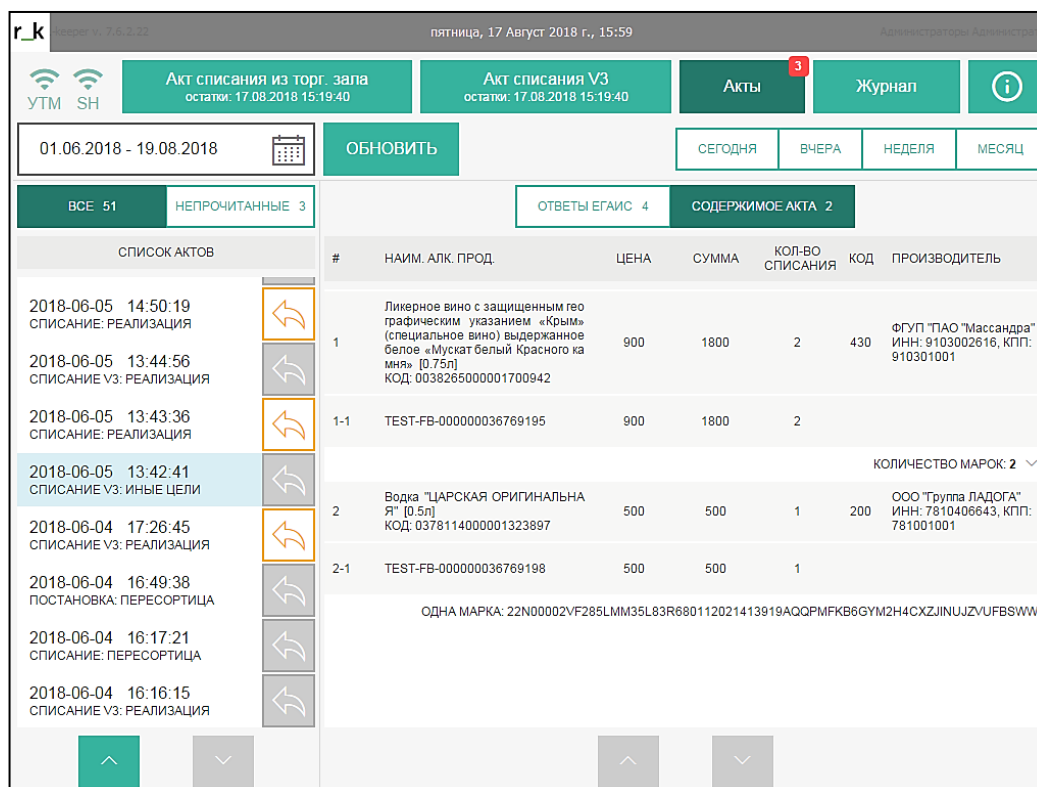 r_k
Keeper v. 7.6.2.22
пятница, 17 Август 2018 г., 15:59
Администраторы Администрат
УТМ SH
Акт списания из торг. зала
остатки: 17.08.2018 15:19:40
Акт списания V3
остатки: 17.08.2018 15:19:40
Акты
3
Журнал
01.06.2018 - 19.08.2018
ОБНОВИТЬ
СЕГОДНЯ
ВЧЕРА
НЕДЕЛЯ
МЕСЯЦ
ВСЕ 51
НЕПРОЧИТАННЫЕ 3
ОТВЕТЫ ЕГАИС 4
СОДЕРЖИМОЕ АКТА 2
СПИСОК АКТОВ
2018-06-05 14:50:19
СПИСАНИЕ: РЕАЛИЗАЦИЯ
2018-06-05 13:44:56
СПИСАНИЕ V3: РЕАЛИЗАЦИЯ
2018-06-05 13:43:36
СПИСАНИЕ: РЕАЛИЗАЦИЯ
2018-06-05 13:42:41
СПИСАНИЕ V3: ИНЫЕ ЦЕЛИ
2018-06-04 17:26:45
СПИСАНИЕ V3: РЕАЛИЗАЦИЯ
2018-06-04 16:49:38
ПОСТАНОВКА: ПЕРЕСОРТИЦА
2018-06-04 16:17:21
СПИСАНИЕ: ПЕРЕСОРТИЦА
2018-06-04 16:16:15
СПИСАНИЕ V3: РЕАЛИЗАЦИЯ
# НАИМ. АЛК. ПРОД. ЦЕНА СУММА КОЛ-ВО СПИСАНИЯ КОД ПРОИЗВОДИТЕЛЬ
1
Ликерное вино с защищенным гео
графическим указанием «Крым»
(специальное вино) выдержанное
белое «Мускат белый Красного ка
мня» [0.75л]
КОД: 0038265000001700942
900 1800 2 430
ФГУП "ПАО "Массандра"
ИНН: 9103002616, КПП:
910301001
1-1 TEST-FB-000000036769195 900 1800 2
КОЛИЧЕСТВО МАРОК: 2
2
Водка "ЦАРСКАЯ ОРИГИНАЛЬНА
Я" [0.5л]
КОД: 0378114000001323897
500 500 1 200
ООО "Группа ЛАДОГА"
ИНН: 7810406643, КПП:
781001001
2-1 TEST-FB-000000036769198 500 500 1
ОДНА МАРКА: 22N00002VF285LMM35L83R680112021413919AQQPMFKB6GYM2H4CXZJINUJZVUFBSWW